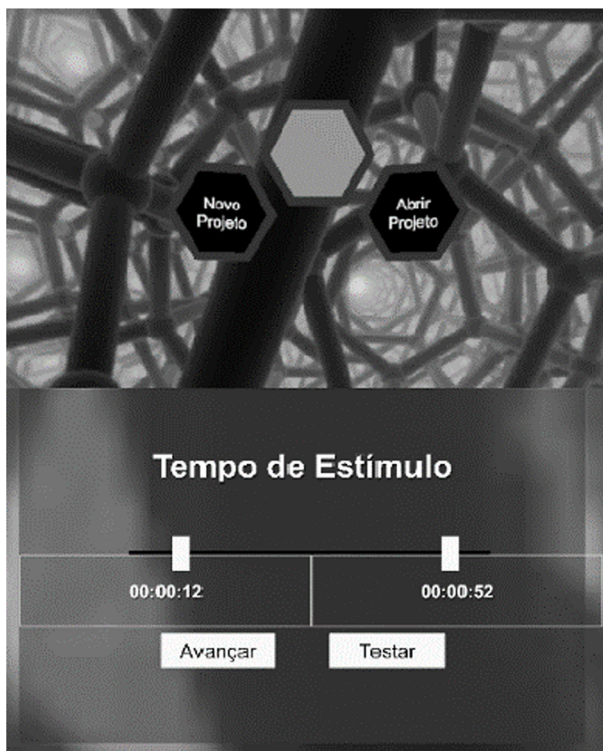 Novo
Projeto
Abrir
Projeto
Tempo de Estímulo
00:00:12
00:00:52
Avançar
Testar